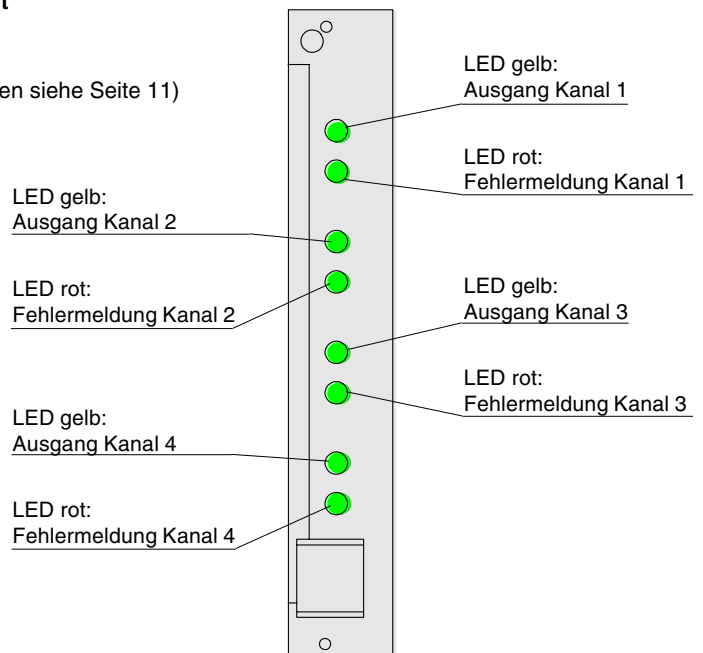 LED gelb:
Ausgang Kanal 1
en siehe Seite 11)
LED rot:
Fehlermeldung Kanal 1
LED gelb:
Ausgang Kanal 2
LED rot:
Fehlermeldung Kanal 2
LED gelb:
Ausgang Kanal 3
LED rot:
Fehlermeldung Kanal 3
LED gelb:
Ausgang Kanal 4
LED rot:
Fehlermeldung Kanal 4